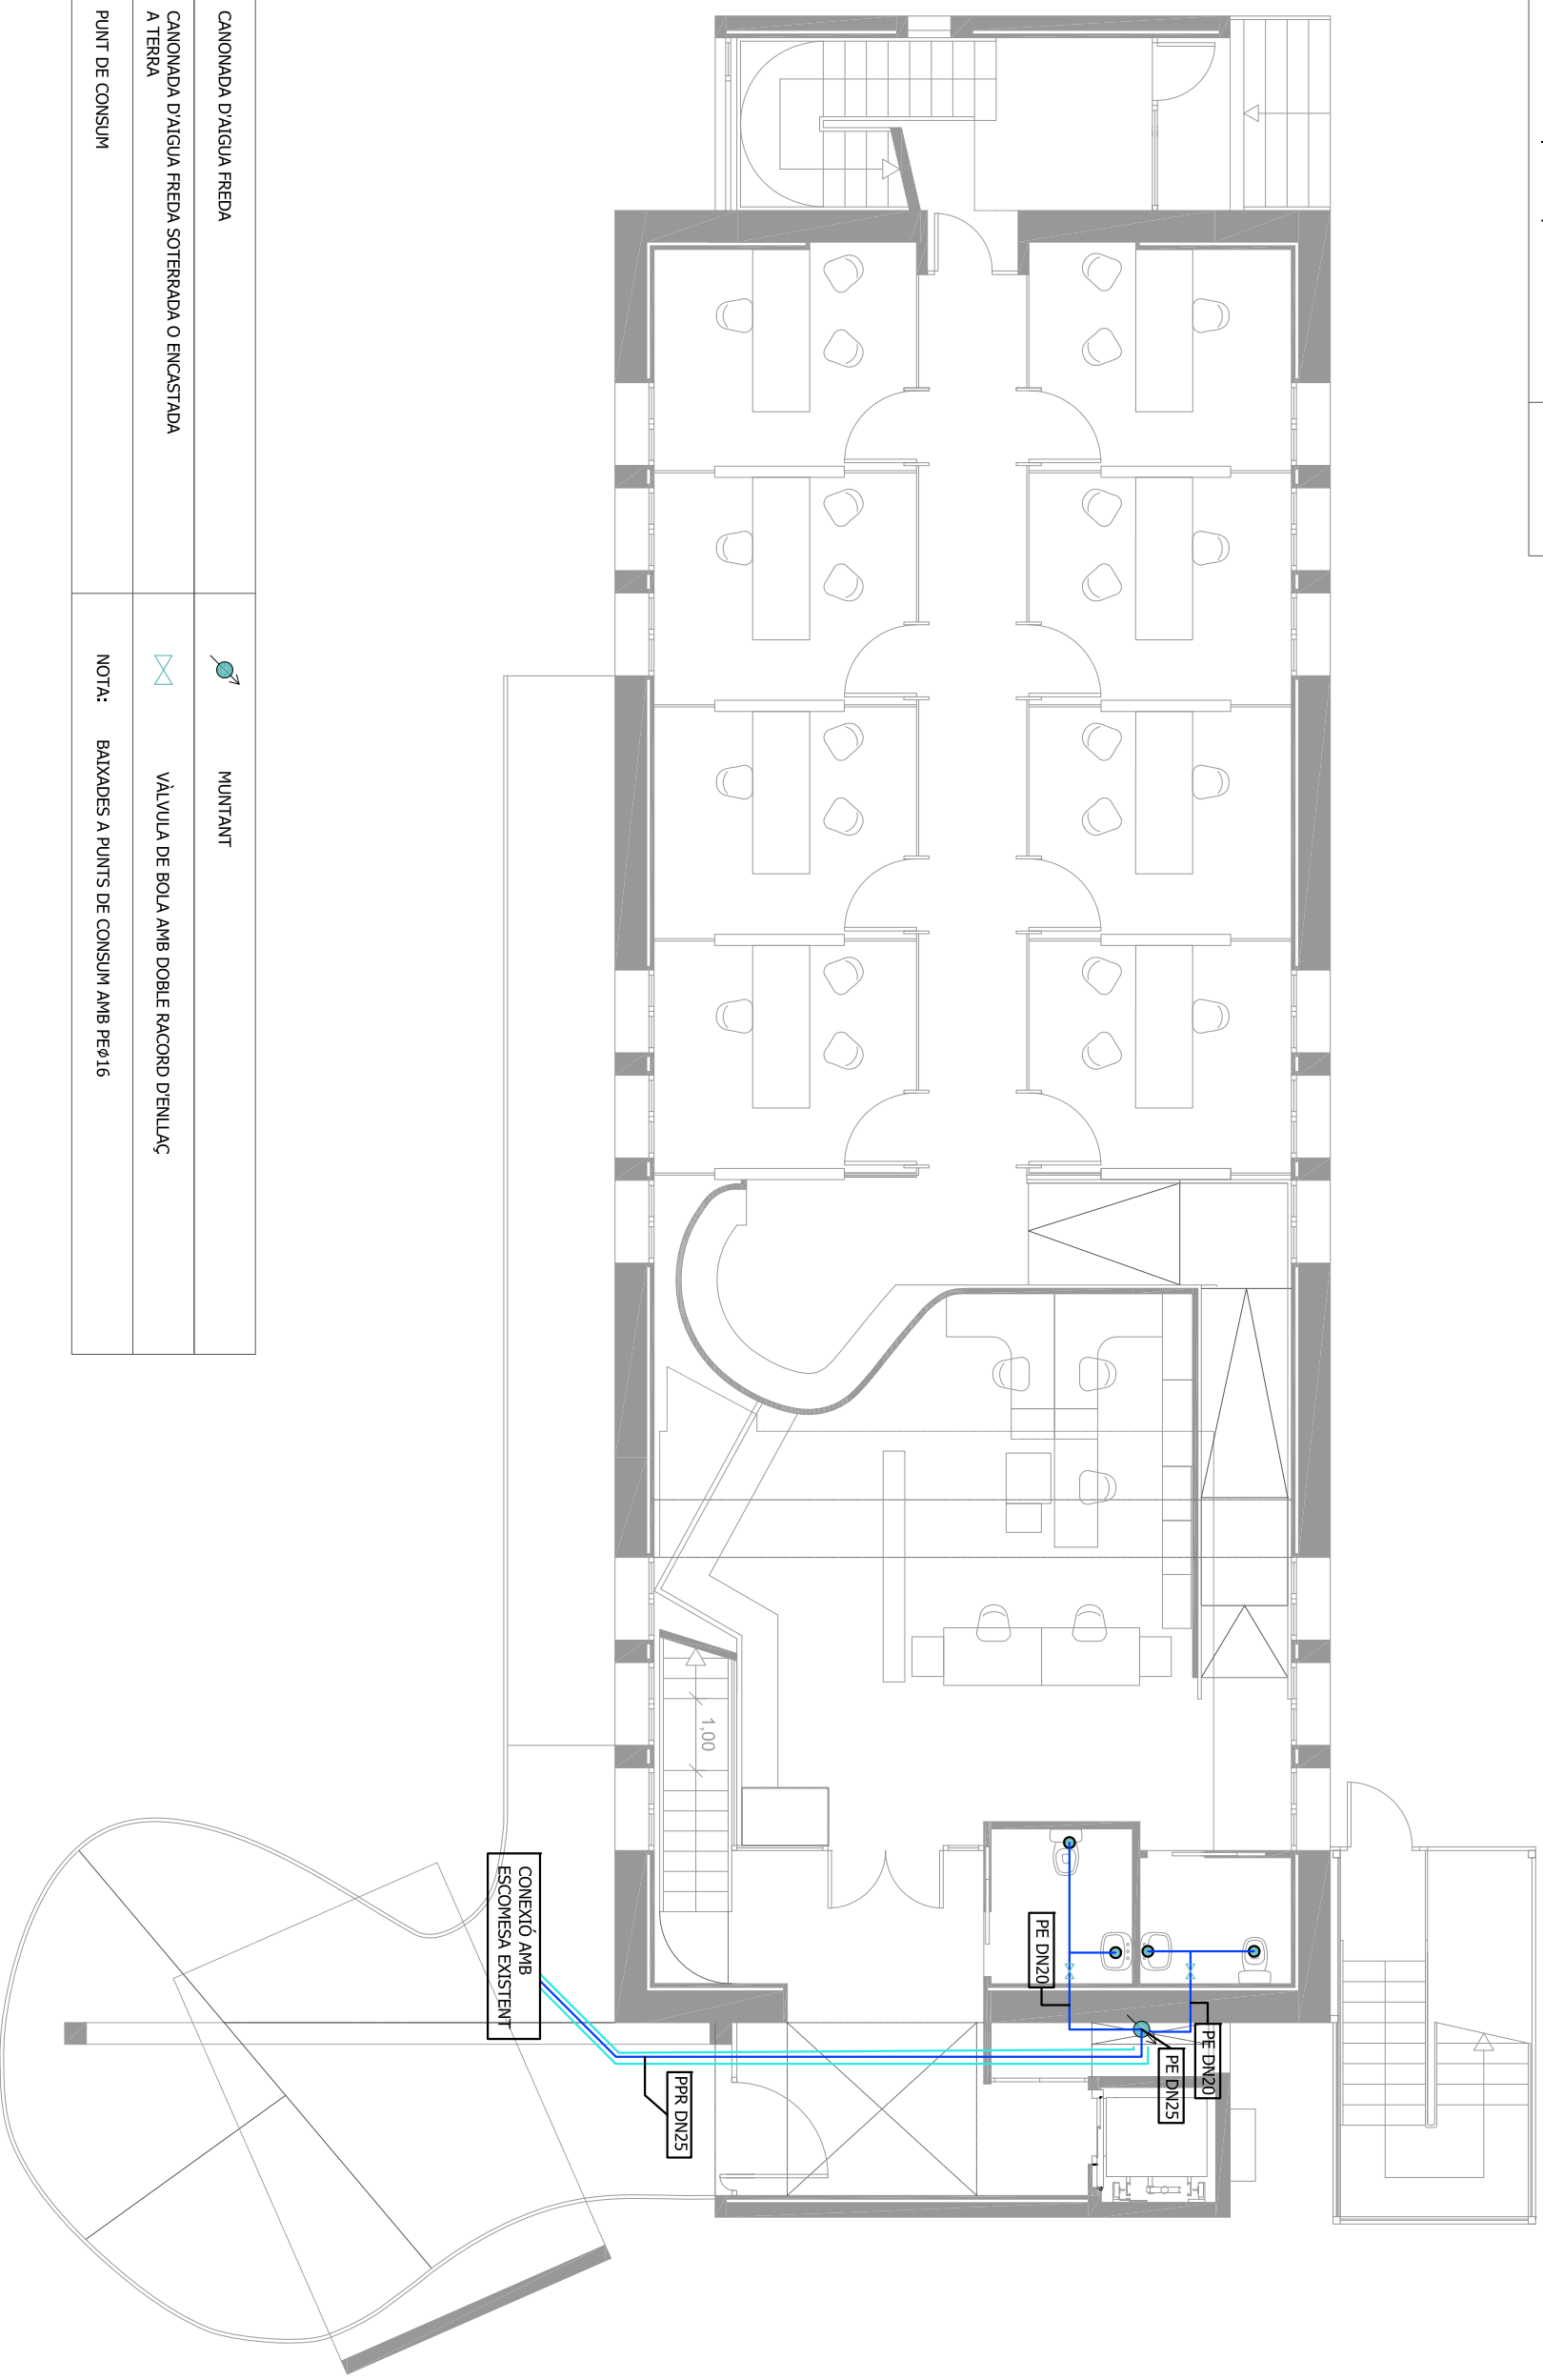 CANONADA D'AIGUA FREDA
MUNTANT
CANONADA D'AIGUA FREDA SOTERRADA O ENCASTADA
A TERRA
VÀLVULA DE BOLA AMB DOBLE RACORD D'ENLLAÇ
PUNT DE CONSUM
NOTA: BAIXADES A PUNTS DE CONSUM AMB PEø16
1,00
PE DN20
PE DN20
PE DN25
CONEXIÓ AMB
ESCOMESA EXISTENT
PPR DN25